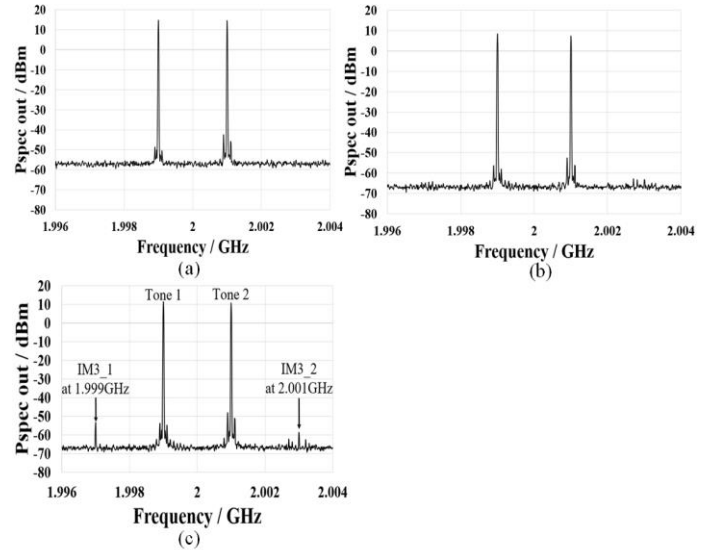 20
10
0
-10
-20
-30
-40
-50
-60
-70
-80
Pspec out / dBm
1.996 1.998 2 2.002 2.004
Frequency / GHz
(a)
20
10
0
-10
-20
-30
-40
-50
-60
-70
-80
Pspec out / dBm
1.996 1.998 2 2.002 2.004
Frequency / GHz
(b)
20
10
0
-10
-20
-30
-40
-50
-60
-70
-80
Pspec out / dBm
Tone 1 Tone 2
IM3_1
at 1.999GHz
IM3_2
at 2.001GHz
1.996 1.998 2 2.002 2.004
Frequency / GHz
(c)